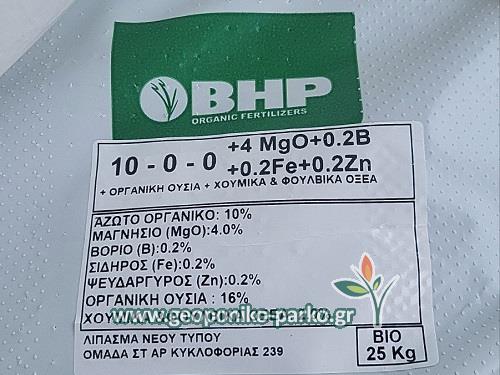 BHP
ORGANIC FERTILIZERS
10 - 0 - 0 +4 MgO+0.2B
+0.2Fe+0.2Zn
+ ΟΡΓΑΝΙΚΗ ΟΥΣΙΑ + ΧΟΥΜΙΚΑ & ΦΟΥΛΒΙΚΑ ΟΞΕΑ
ΑΖΩΤΟ ΟΡΓΑΝΙΚΟ: 10%
ΜΑΓΝΗΣΙΟ (MgO):4.0%
ΒΟΡΙΟ (B):0.2%
ΣΙΔΗΡΟΣ (Fe):0.2%
ΨΕΥΔΑΡΓΥΡΟΣ (Zn):0.2%
ΟΡΓΑΝΙΚΗ ΟΥΣΙΑ : 16%
www.geoponiko-parko.gr
ΛΙΠΑΣΜΑ ΝΕΟΥ ΤΥΠΟΥ
ΟΜΑΔΑ ΣΤ ΑΡ ΚΥΚΛΟΦΟΡΙΑΣ 239
BIO
25 Kg